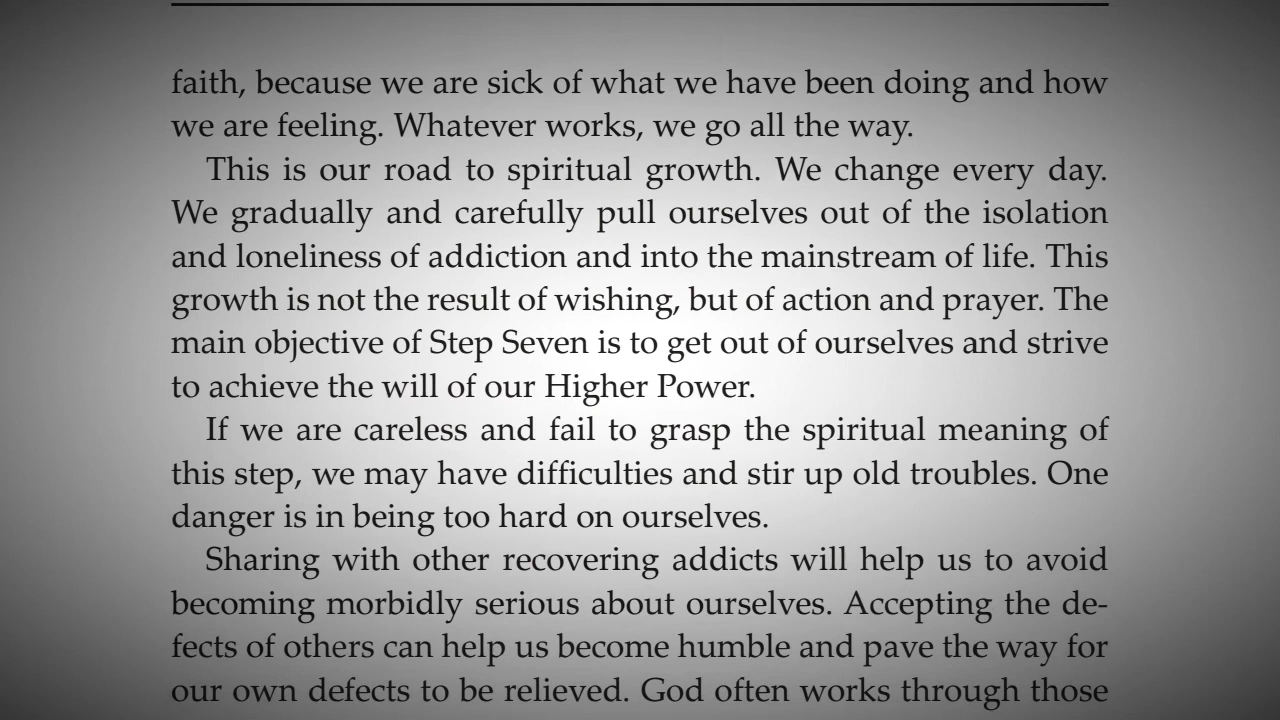 faith, because we are sick of what we have been doing and how
we are feeling. Whatever works, we go all the way.
This is our road to spiritual growth. We change every day.
We gradually and carefully pull ourselves out of the isolation
and loneliness of addiction and into the mainstream of life. This
growth is not the result of wishing, but of action and prayer. The
main objective of Step Seven is to get out of ourselves and strive
to achieve the will of our Higher Power.
If we are careless and fail to grasp the spiritual meaning of
this step, we may have difficulties and stir up old troubles. One
danger is in being too hard on ourselves.
Sharing with other recovering addicts will help us to avoid
becoming morbidly serious about ourselves. Accepting the de-
fects of others can help us become humble and pave the way for
our own defects to be relieved. God often works through those